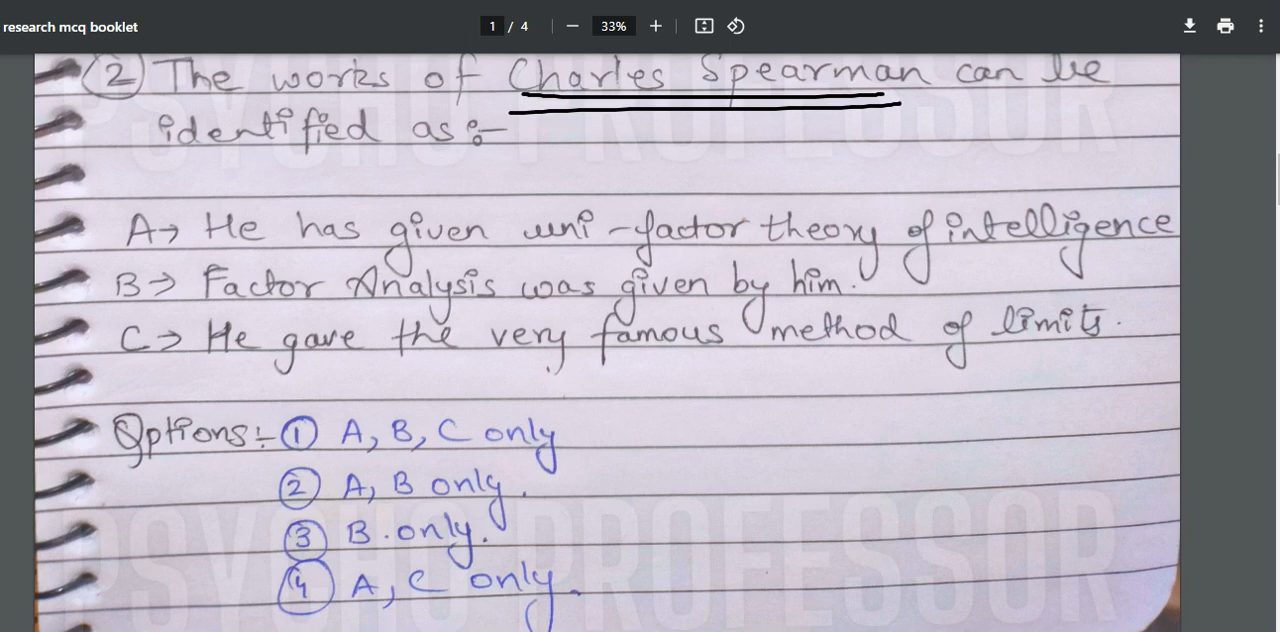 research mcq booklet
1 / 4
33%
② The works of Charles Spearman can be
identified as:-
A→ He has given uni-factor theory of intelligence
B→ Factor Analysis was given by him.
C→ He gave the very famous method of limits.
Options:- ① A, B, C only
② A, B only.
③ B only.
④ A, C only.
PSYCHO PROFESSOR
PSYCHO PROFESSOR